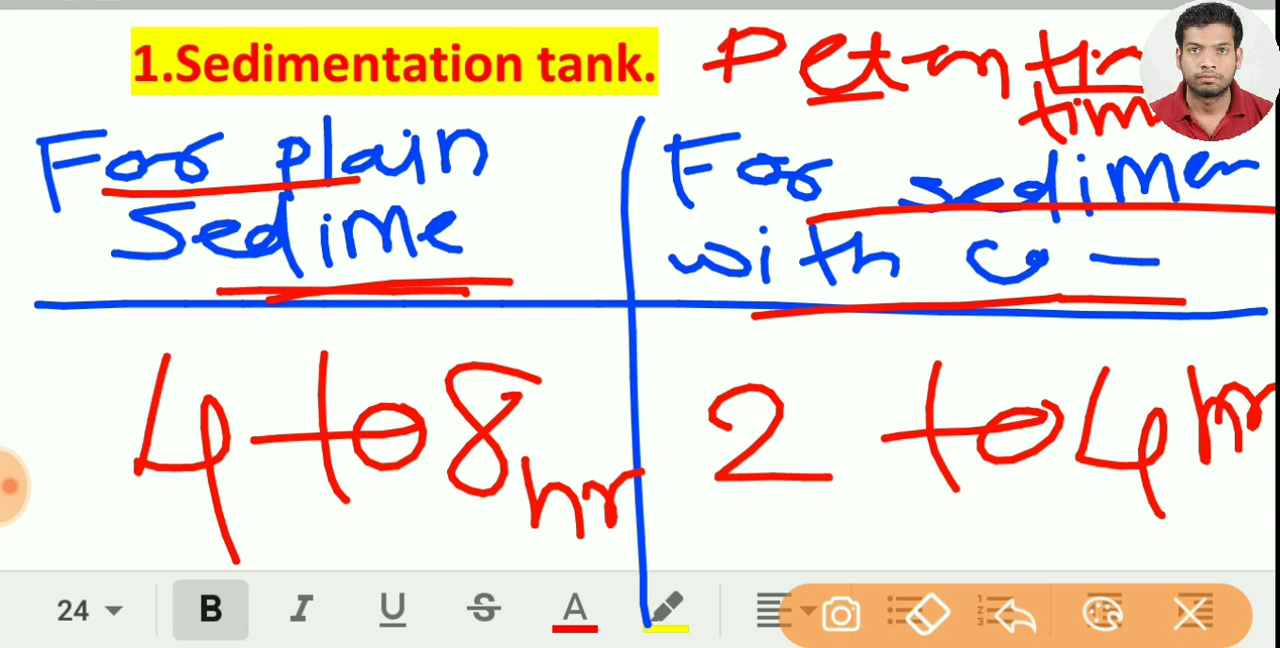 1.Sedimentation tank.
Detention
time
For plain
Sedime
For sedimen
with co -
4 to 8 hr
2 to 4 hr
24
B I U S A